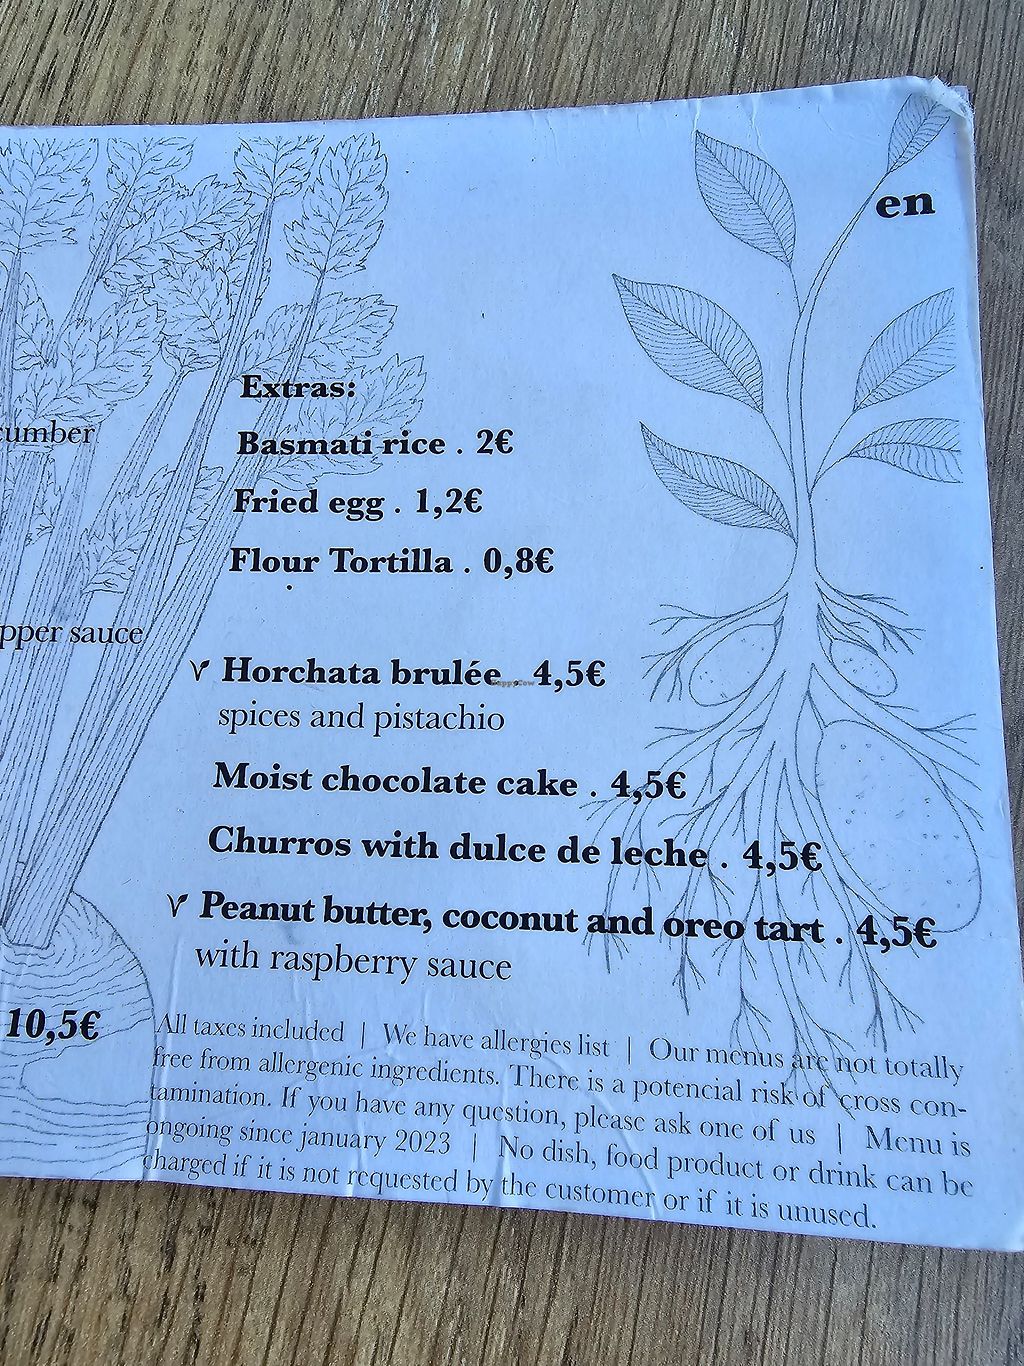 en
Extras:
cumber
Basmati rice . 2€
Fried egg . 1,2€
Flour Tortilla . 0,8€
pper sauce
Horchata brulée . 4,5€
HappyCow
spices and pistachio
Moist chocolate cake . 4,5€
Churros with dulce de leche . 4,5€
Peanut butter, coconut and oreo tart . 4,5€
with raspberry sauce
10,5€
All taxes included | We have allergies list | Our menus are not totally
free from allergenic ingredients. There is a potencial risk of cross con-
tamination. If you have any question, please ask one of us | Menu is
ongoing since january 2023 | No dish, food product or drink can be
charged if it is not requested by the customer or if it is unused.